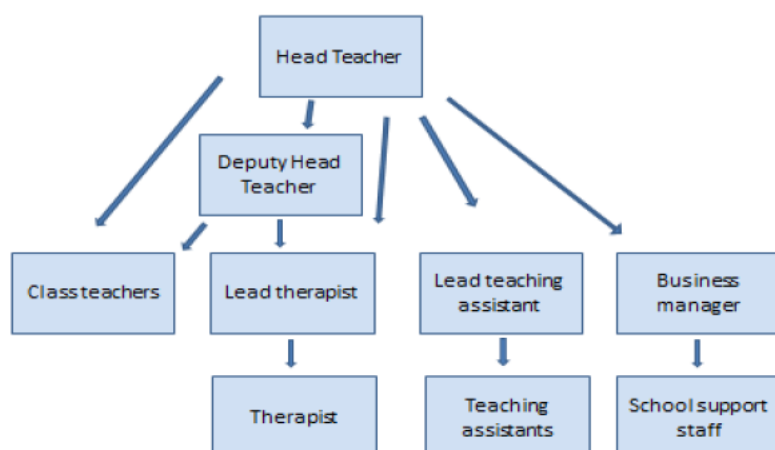 Head Teacher
Deputy Head
Teacher
Class teachers
Lead therapist
Lead teaching
assistant
Business
manager
Therapist
Teaching
assistants
School support
staff